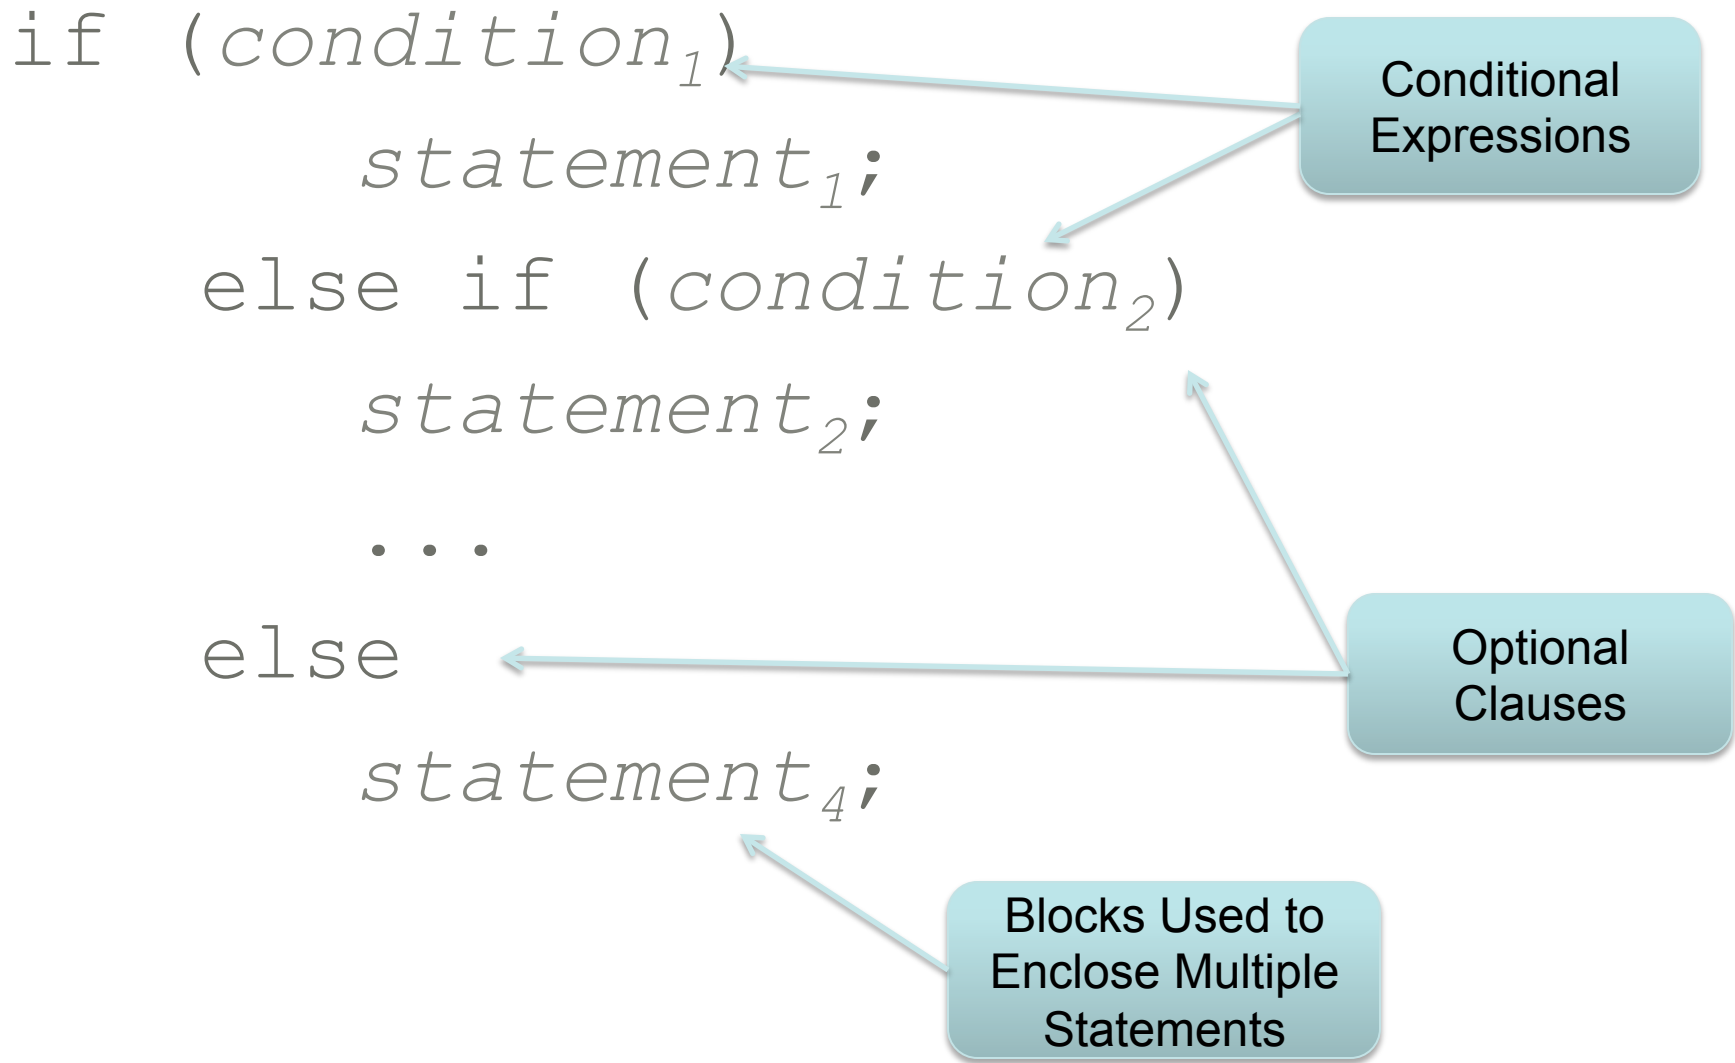 if (condition₁)
statement₁;
else if (condition₂)
statement₂;
...
else
statement₄;
Conditional
Expressions
Optional
Clauses
Blocks Used to
Enclose Multiple
Statements